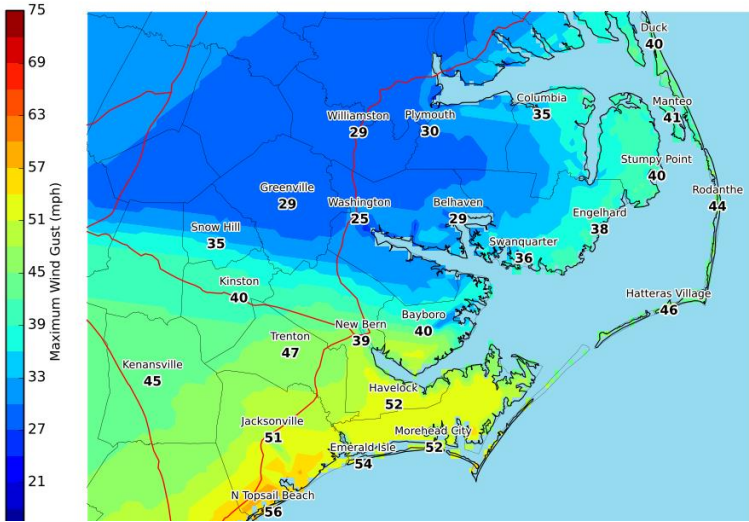 75
69
63
57
51
45
39
33
27
21
Maximum Wind Gust (mph)
Duck
40
Columbia
35
Manteo
41
Williamston
29
Plymouth
30
Stumpy Point
40
Greenville
29
Washington
25
Belhaven
29
Rodanthe
44
Engelhard
38
Snow Hill
35
Swanquarter
36
Kinston
40
Hatteras Village
46
Bayboro
40
New Bern
39
Trenton
47
Kenansville
45
Havelock
52
Jacksonville
51
Morehead City
52
Emerald Isle
54
N Topsail Beach
56